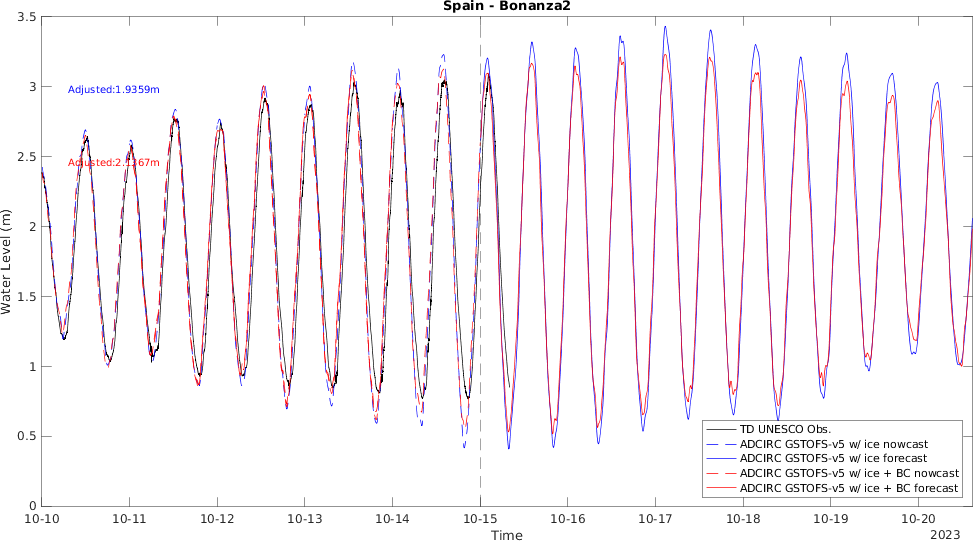 Spain - Bonanza2
3.5
3
2.5
2
1.5
1
0.5
0
Water Level (m)
Adjusted:1.9359m
Adjusted:2.1367m
10-10 10-11 10-12 10-13 10-14 10-15 10-16 10-17 10-18 10-19 10-20
Time
2023
TD UNESCO Obs.
ADCIRC GSTOFS-v5 w/ ice nowcast
ADCIRC GSTOFS-v5 w/ ice forecast
ADCIRC GSTOFS-v5 w/ ice + BC nowcast
ADCIRC GSTOFS-v5 w/ ice + BC forecast